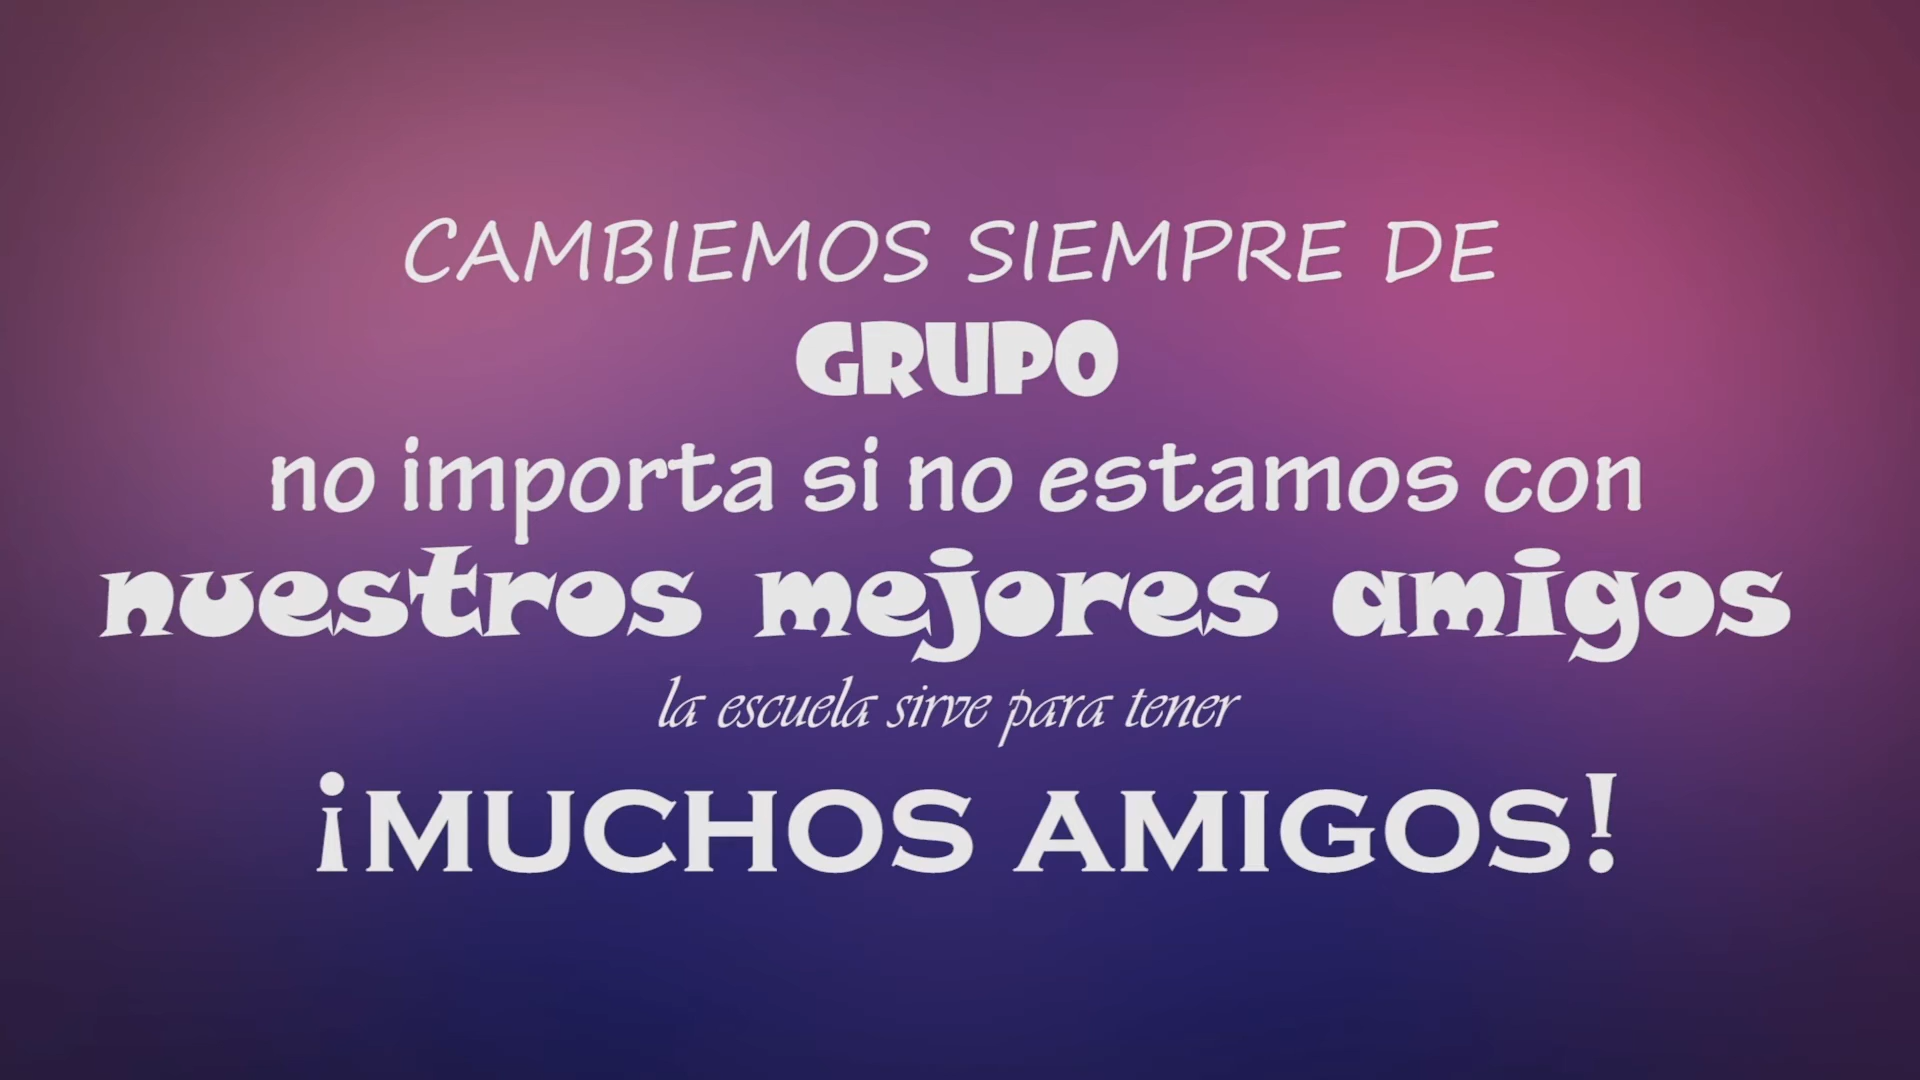 CAMBIEMOS SIEMPRE DE
GRUPO
no importa si no estamos con
nuestros mejores amigos
la escuela sirve para tener
¡MUCHOS AMIGOS!